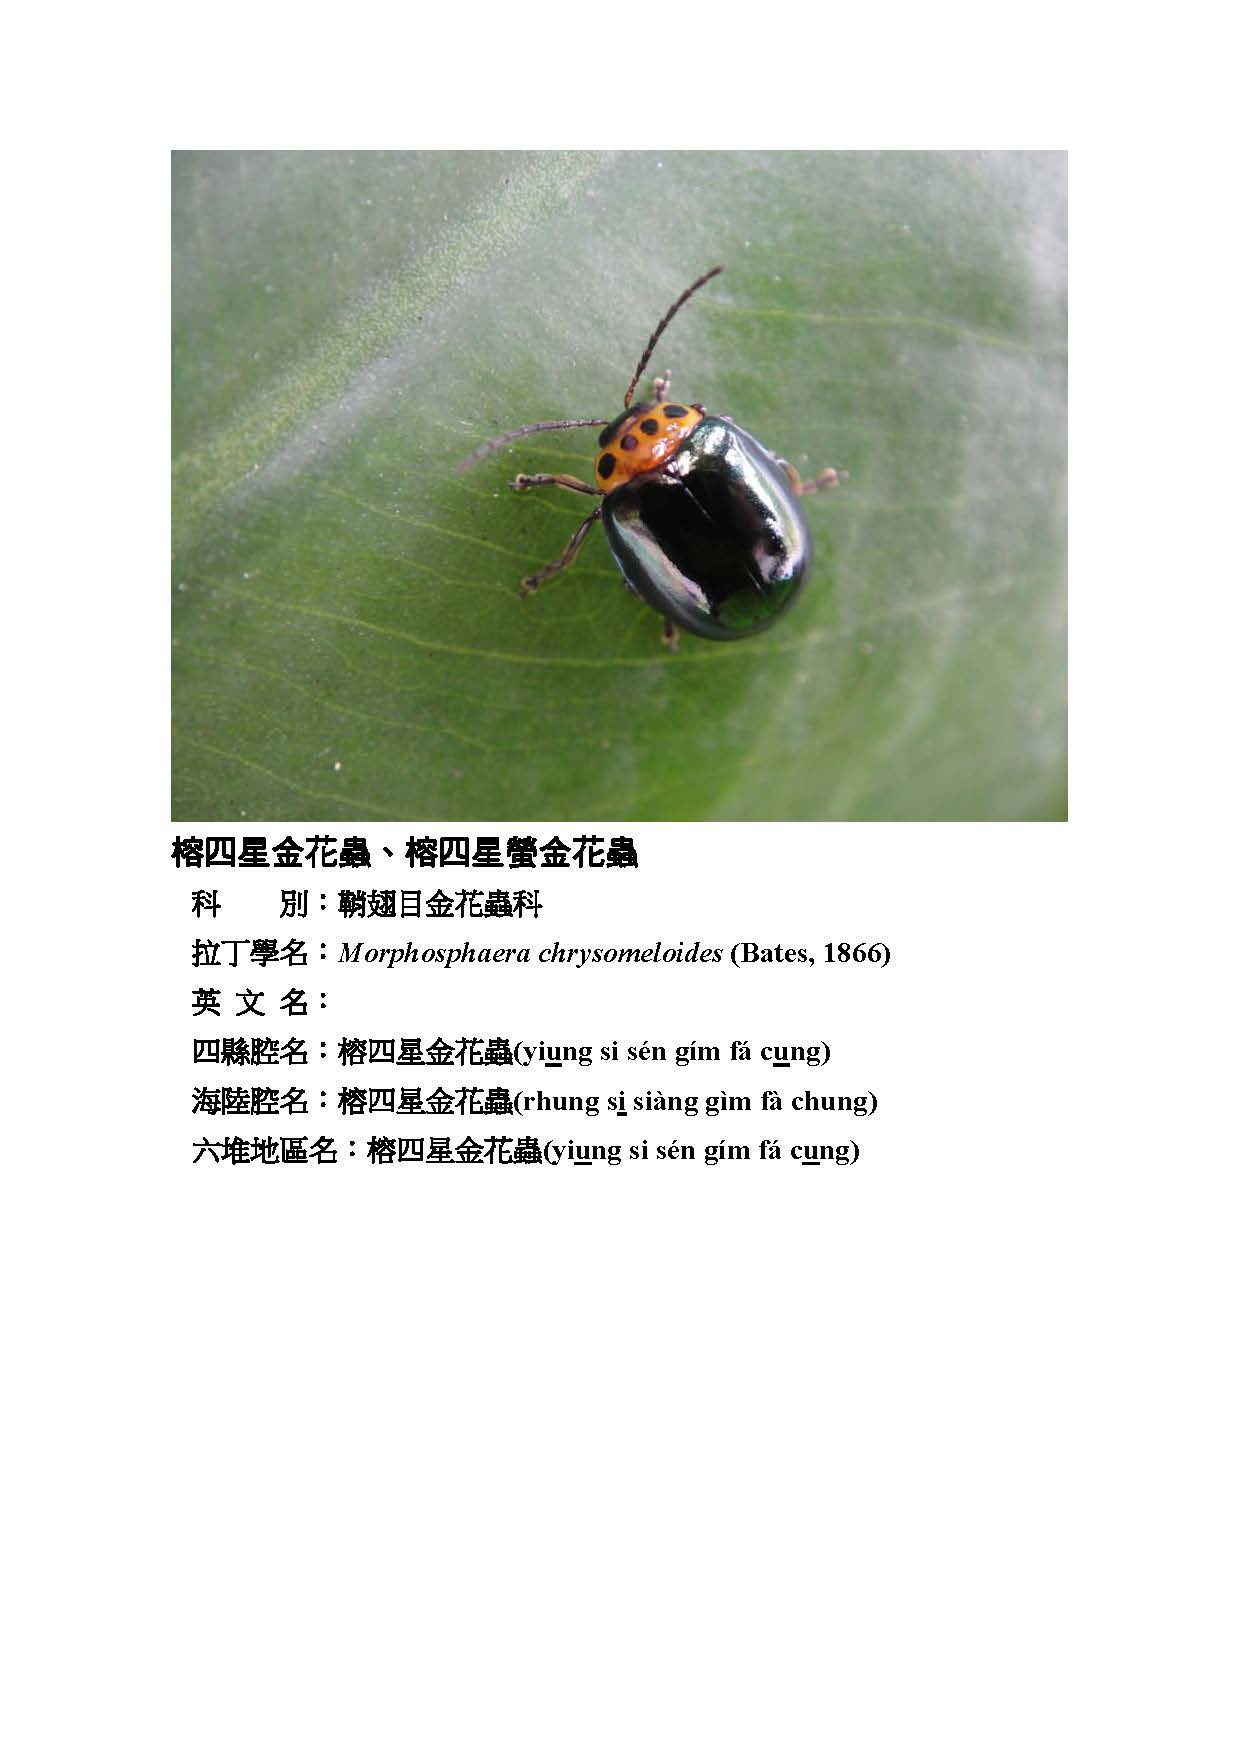 榕四星金花蟲、榕四星螢金花蟲
科　　別：鞘翅目金花蟲科
拉丁學名：Morphosphaera chrysomeloides (Bates, 1866)
英 文 名：
四縣腔名：榕四星金花蟲(yiung si sén gím fá cung)
海陸腔名：榕四星金花蟲(rhung si siàng gìm fà chung)
六堆地區名：榕四星金花蟲(yiung si sén gím fá cung)